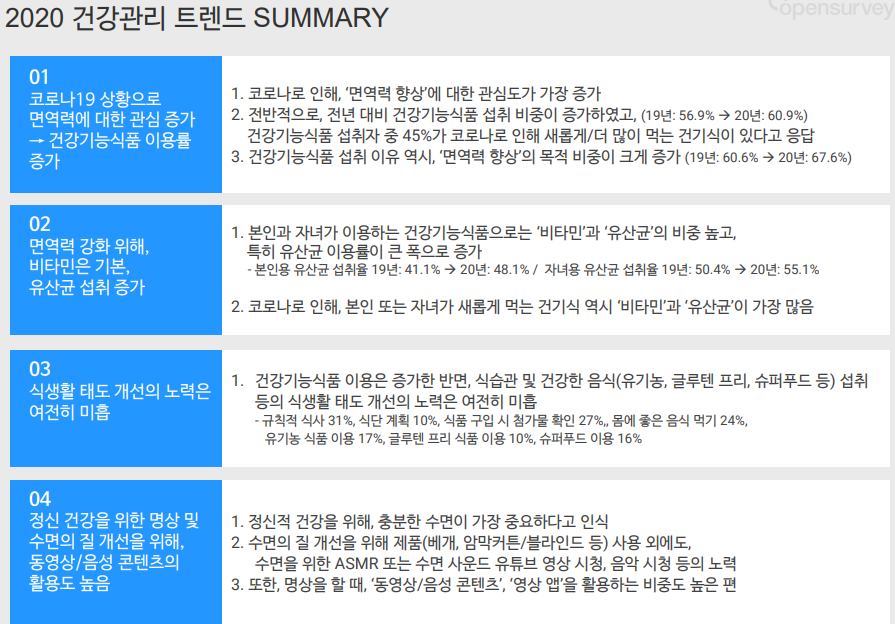 2020 건강관리 트렌드 SUMMARY
opensurvey
01
코로나19 상황으로
면역력에 대한 관심 증가
→ 건강기능식품 이용률
증가
1. 코로나로 인해, ‘면역력 향상’에 대한 관심도가 가장 증가
2. 전반적으로, 전년 대비 건강기능식품 섭취 비중이 증가하였고, (19년: 56.9% → 20년: 60.9%)
건강기능식품 섭취자 중 45%가 코로나로 인해 새롭게/더 많이 먹는 건기식이 있다고 응답
3. 건강기능식품 섭취 이유 역시, ‘면역력 향상’의 목적 비중이 크게 증가 (19년: 60.6% → 20년: 67.6%)
02
면역력 강화 위해,
비타민은 기본,
유산균 섭취 증가
1. 본인과 자녀가 이용하는 건강기능식품으로는 ‘비타민’과 ‘유산균’의 비중 높고,
특히 유산균 이용률이 큰 폭으로 증가
- 본인용 유산균 섭취율 19년: 41.1% → 20년: 48.1% / 자녀용 유산균 섭취율 19년: 50.4% → 20년: 55.1%
2. 코로나로 인해, 본인 또는 자녀가 새롭게 먹는 건기식 역시 ‘비타민’과 ‘유산균’이 가장 많음
03
식생활 태도 개선의 노력은
여전히 미흡
1. 건강기능식품 이용은 증가한 반면, 식습관 및 건강한 음식(유기농, 글루텐 프리, 슈퍼푸드 등) 섭취
등의 식생활 태도 개선의 노력은 여전히 미흡
- 규칙적 식사 31%, 식단 계획 10%, 식품 구입 시 첨가물 확인 27%,, 몸에 좋은 음식 먹기 24%,
유기농 식품 이용 17%, 글루텐 프리 식품 이용 10%, 슈퍼푸드 이용 16%
04
정신 건강을 위한 명상 및
수면의 질 개선을 위해,
동영상/음성 콘텐츠의
활용도 높음
1. 정신적 건강을 위해, 충분한 수면이 가장 중요하다고 인식
2. 수면의 질 개선을 위해 제품(베개, 암막커튼/블라인드 등) 사용 외에도,
수면을 위한 ASMR 또는 수면 사운드 유튜브 영상 시청, 음악 시청 등의 노력
3. 또한, 명상을 할 때, ‘동영상/음성 콘텐츠’, ‘영상 앱’을 활용하는 비중도 높은 편